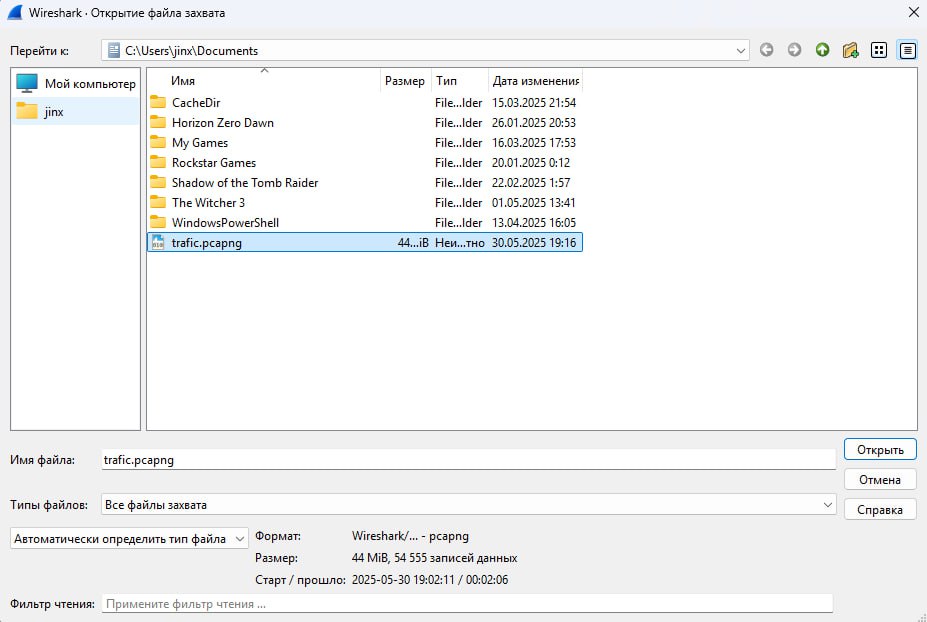 Wireshark · Открытие файла захвата
Перейти к: C:\Users\jinx\Documents
Мой компьютер
jinx
Имя Размер Тип Дата изменения
CacheDir File...lder 15.03.2025 21:54
Horizon Zero Dawn File...lder 26.01.2025 20:53
My Games File...lder 16.03.2025 17:53
Rockstar Games File...lder 20.01.2025 0:12
Shadow of the Tomb Raider File...lder 22.02.2025 1:57
The Witcher 3 File...lder 01.05.2025 13:41
WindowsPowerShell File...lder 13.04.2025 16:05
trafic.pcapng 44...iB Неи...тно 30.05.2025 19:16
Имя файла: trafic.pcapng
Открыть
Отмена
Типы файлов: Все файлы захвата
Справка
Автоматически определить тип файла
Формат: Wireshark/... - pcapng
Размер: 44 MiB, 54 555 записей данных
Старт / прошло: 2025-05-30 19:02:11 / 00:02:06
Фильтр чтения: Примените фильтр чтения ...